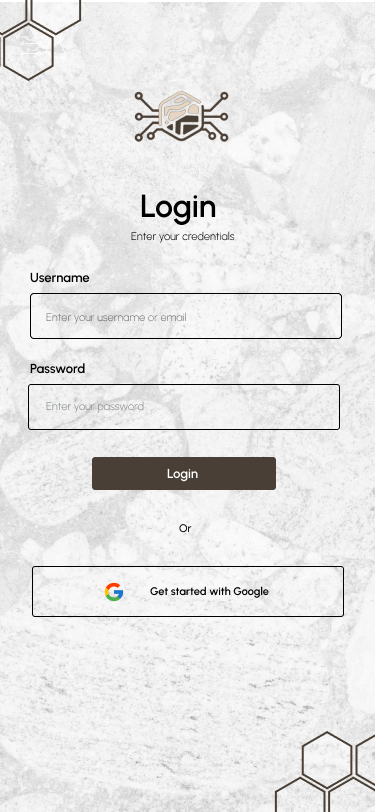 Login
Enter your credentials
Username
Enter your username or email
Password
Enter your password
Login
Or
Get started with Google